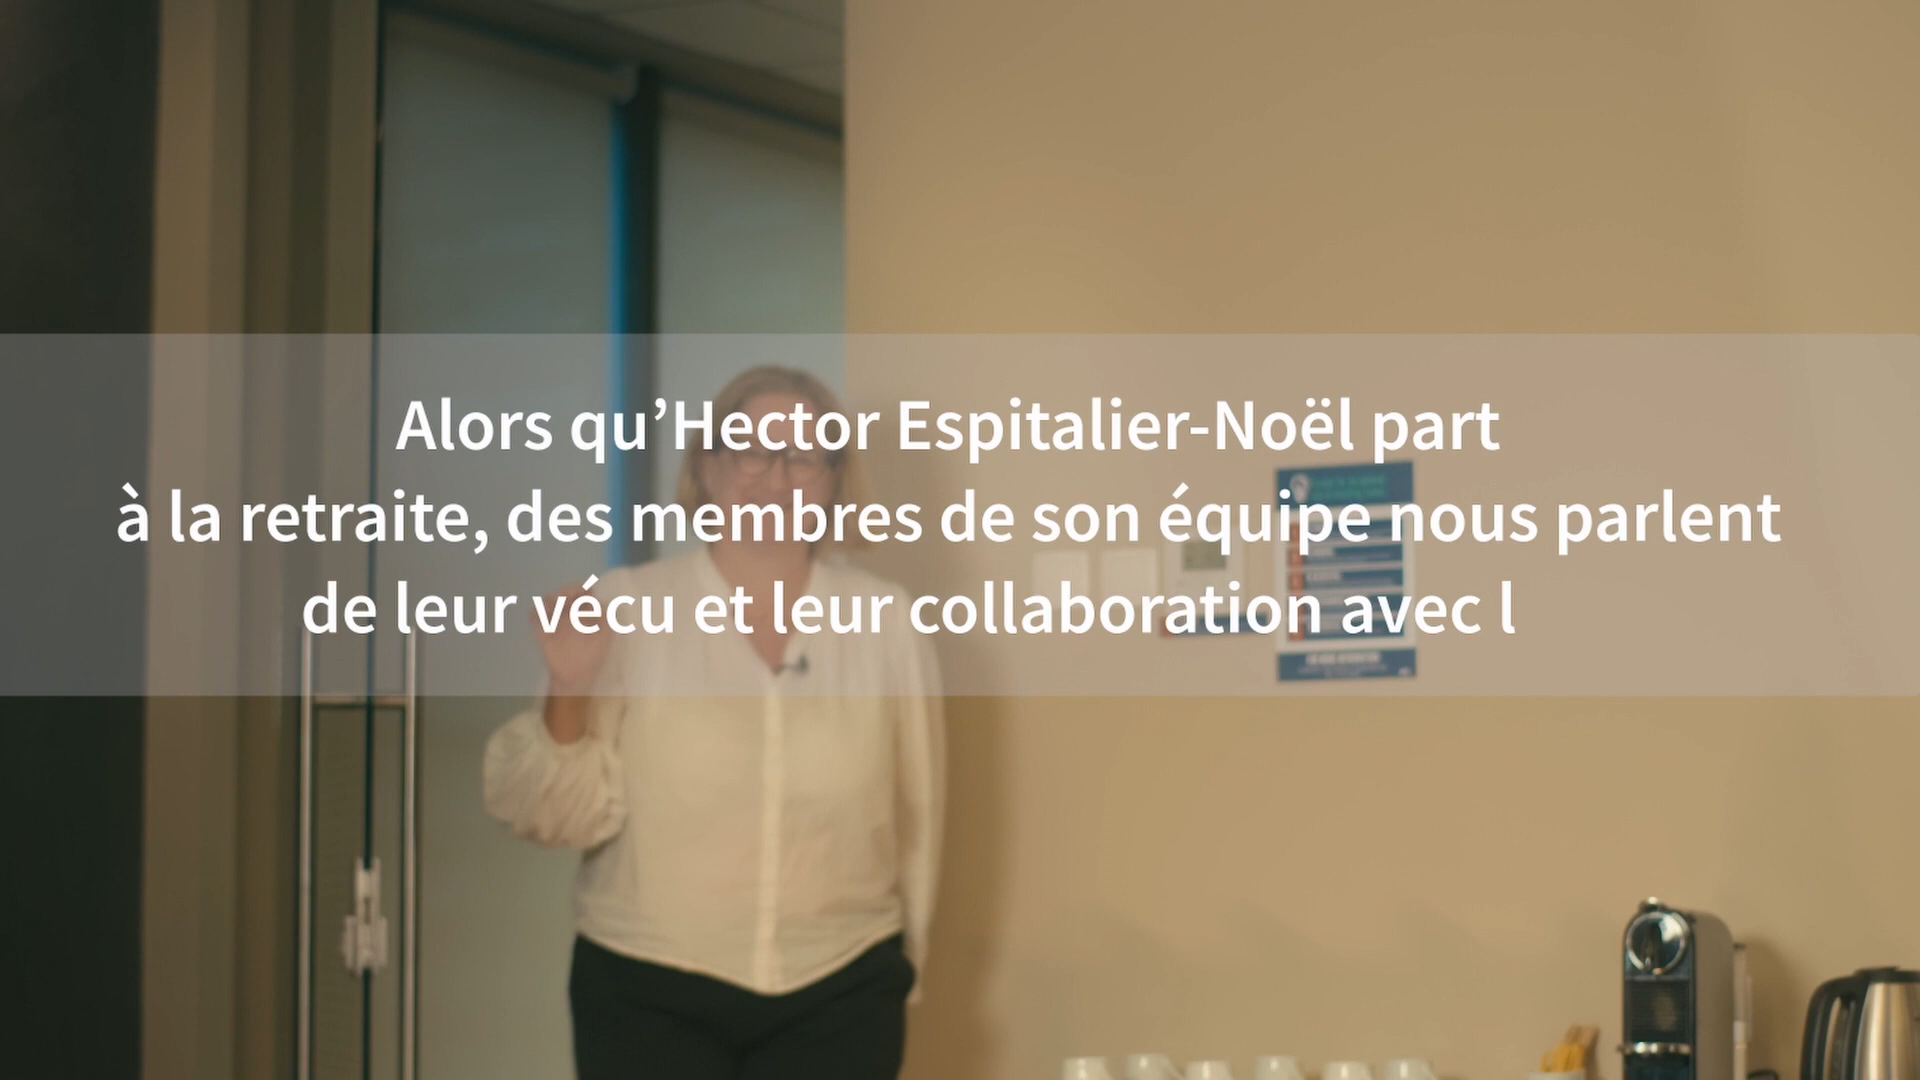 Alors qu’Hector Espitalier-Noël part
à la retraite, des membres de son équipe nous parlent
de leur vécu et leur collaboration avec l